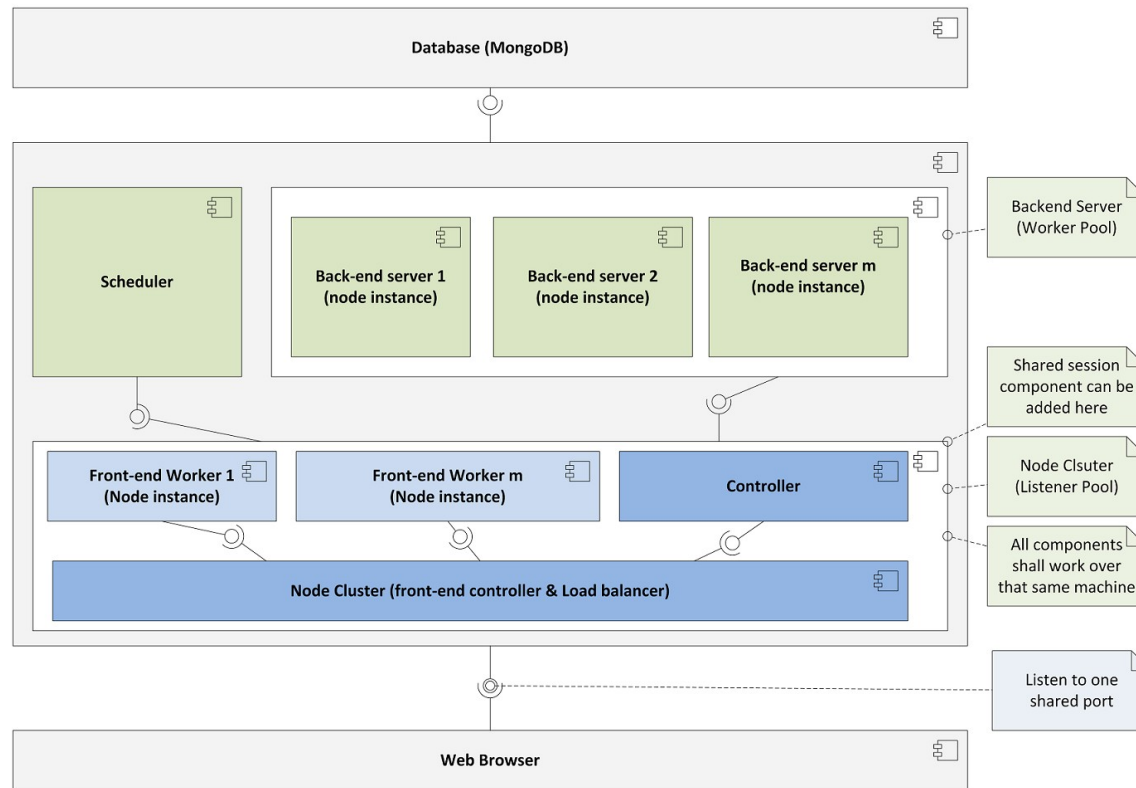 Database (MongoDB)
Scheduler
Back-end server 1
(node instance)
Back-end server 2
(node instance)
Back-end server m
(node instance)
Backend Server
(Worker Pool)
Shared session
component can be
added here
Front-end Worker 1
(Node instance)
Front-end Worker m
(Node instance)
Controller
Node Clsuter
(Listener Pool)
Node Cluster (front-end controller & Load balancer)
All components
shall work over
that same machine
Listen to one
shared port
Web Browser